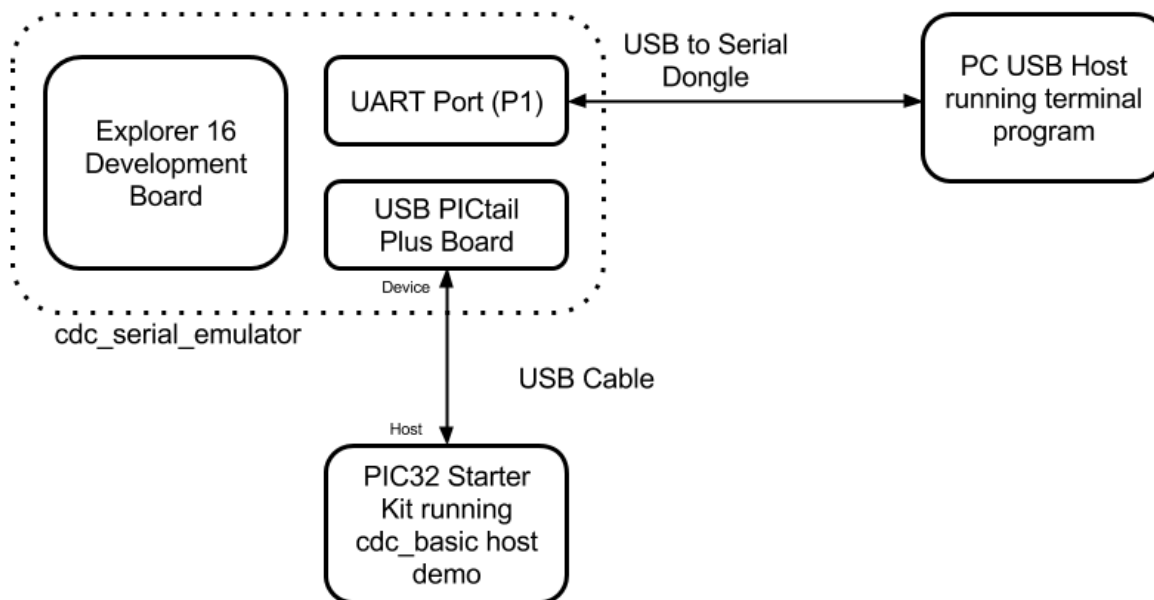 Explorer 16
Development
Board
UART Port (P1)
USB to Serial
Dongle
PC USB Host
running terminal
program
USB PICtail
Plus Board
Device
cdc_serial_emulator
USB Cable
Host
PIC32 Starter
Kit running
cdc_basic host
demo